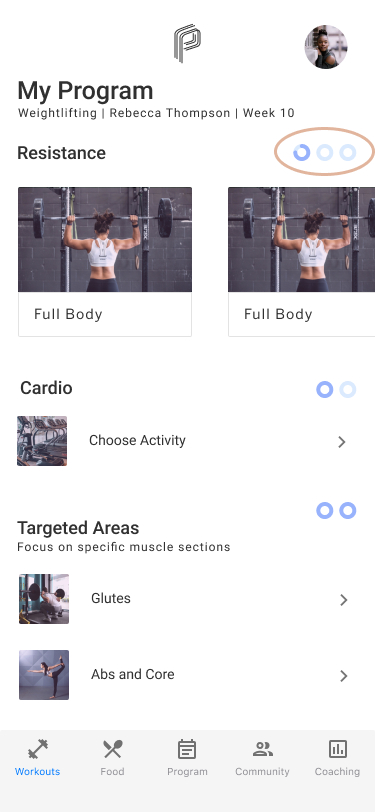 My Program
Weightlifting | Rebecca Thompson | Week 10
Resistance
Full Body
Full Body
Cardio
Choose Activity
Targeted Areas
Focus on specific muscle sections
Glutes
Abs and Core
Workouts
Food
Program
Community
Coaching